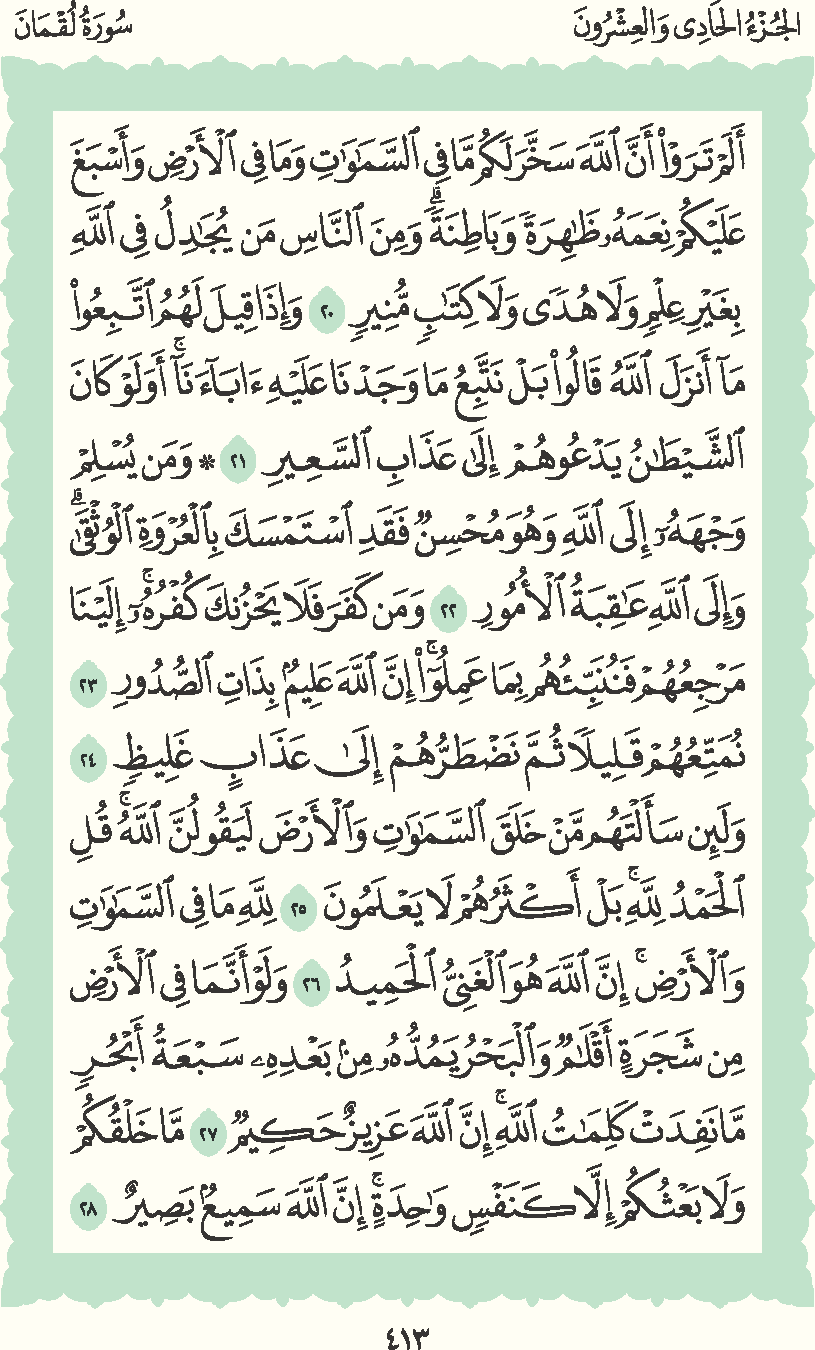 الجُزْءُ الحَادِى وَالعِشْرُونَ
سُورَةُ لُقْمَانَ
أَلَمْ تَرَوْا۟ أَنَّ ٱللَّهَ سَخَّرَ لَكُم مَّا فِى ٱلسَّمَٰوَٰتِ وَمَا فِى ٱلْأَرْضِ وَأَسْبَغَ
عَلَيْكُمْ نِعَمَهُۥ ظَٰهِرَةً وَبَاطِنَةً ۗ وَمِنَ ٱلنَّاسِ مَن يُجَٰدِلُ فِى ٱللَّهِ
بِغَيْرِ عِلْمٍ وَلَا هُدًى وَلَا كِتَٰبٍ مُّنِيرٍ ٢٠ وَإِذَا قِيلَ لَهُمُ ٱتَّبِعُوا۟
مَآ أَنزَلَ ٱللَّهُ قَالُوا۟ بَلْ نَتَّبِعُ مَا وَجَدْنَا عَلَيْهِ ءَابَآءَنَآ ۚ أَوَلَوْ كَانَ
ٱلشَّيْطَٰنُ يَدْعُوهُمْ إِلَىٰ عَذَابِ ٱلسَّعِيرِ ٢١ ۞ وَمَن يُسْلِمْ
وَجْهَهُۥٓ إِلَى ٱللَّهِ وَهُوَ مُحْسِنٌ فَقَدِ ٱسْتَمْسَكَ بِٱلْعُرْوَةِ ٱلْوُثْقَىٰ ۗ
وَإِلَى ٱللَّهِ عَٰقِبَةُ ٱلْأُمُورِ ٢٢ وَمَن كَفَرَ فَلَا يَحْزُنكَ كُفْرُهُۥٓ ۚ إِلَيْنَا
مَرْجِعُهُمْ فَنُنَبِّئُهُم بِمَا عَمِلُوٓا۟ ۚ إِنَّ ٱللَّهَ عَلِيمٌۢ بِذَاتِ ٱلصُّدُورِ ٢٣
نُمَتِّعُهُمْ قَلِيلًا ثُمَّ نَضْطَرُّهُمْ إِلَىٰ عَذَابٍ غَلِيظٍ ٢٤
وَلَئِن سَأَلْتَهُم مَّنْ خَلَقَ ٱلسَّمَٰوَٰتِ وَٱلْأَرْضَ لَيَقُولُنَّ ٱللَّهُ ۚ قُلِ
ٱلْحَمْدُ لِلَّهِ ۚ بَلْ أَكْثَرُهُمْ لَا يَعْلَمُونَ ٢٥ لِلَّهِ مَا فِى ٱلسَّمَٰوَٰتِ
وَٱلْأَرْضِ ۚ إِنَّ ٱللَّهَ هُوَ ٱلْغَنِىُّ ٱلْحَمِيدُ ٢٦ وَلَوْ أَنَّمَا فِى ٱلْأَرْضِ
مِن شَجَرَةٍ أَقْلَٰمٌ وَٱلْبَحْرُ يَمُدُّهُۥ مِنۢ بَعْدِهِۦ سَبْعَةُ أَبْحُرٍ
مَّا نَفِدَتْ كَلِمَٰتُ ٱللَّهِ ۗ إِنَّ ٱللَّهَ عَزِيزٌ حَكِيمٌ ٢٧ مَّا خَلْقُكُمْ
وَلَا بَعْثُكُمْ إِلَّا كَنَفْسٍ وَٰحِدَةٍ ۗ إِنَّ ٱللَّهَ سَمِيعٌۢ بَصِيرٌ ٢٨
٤١٣